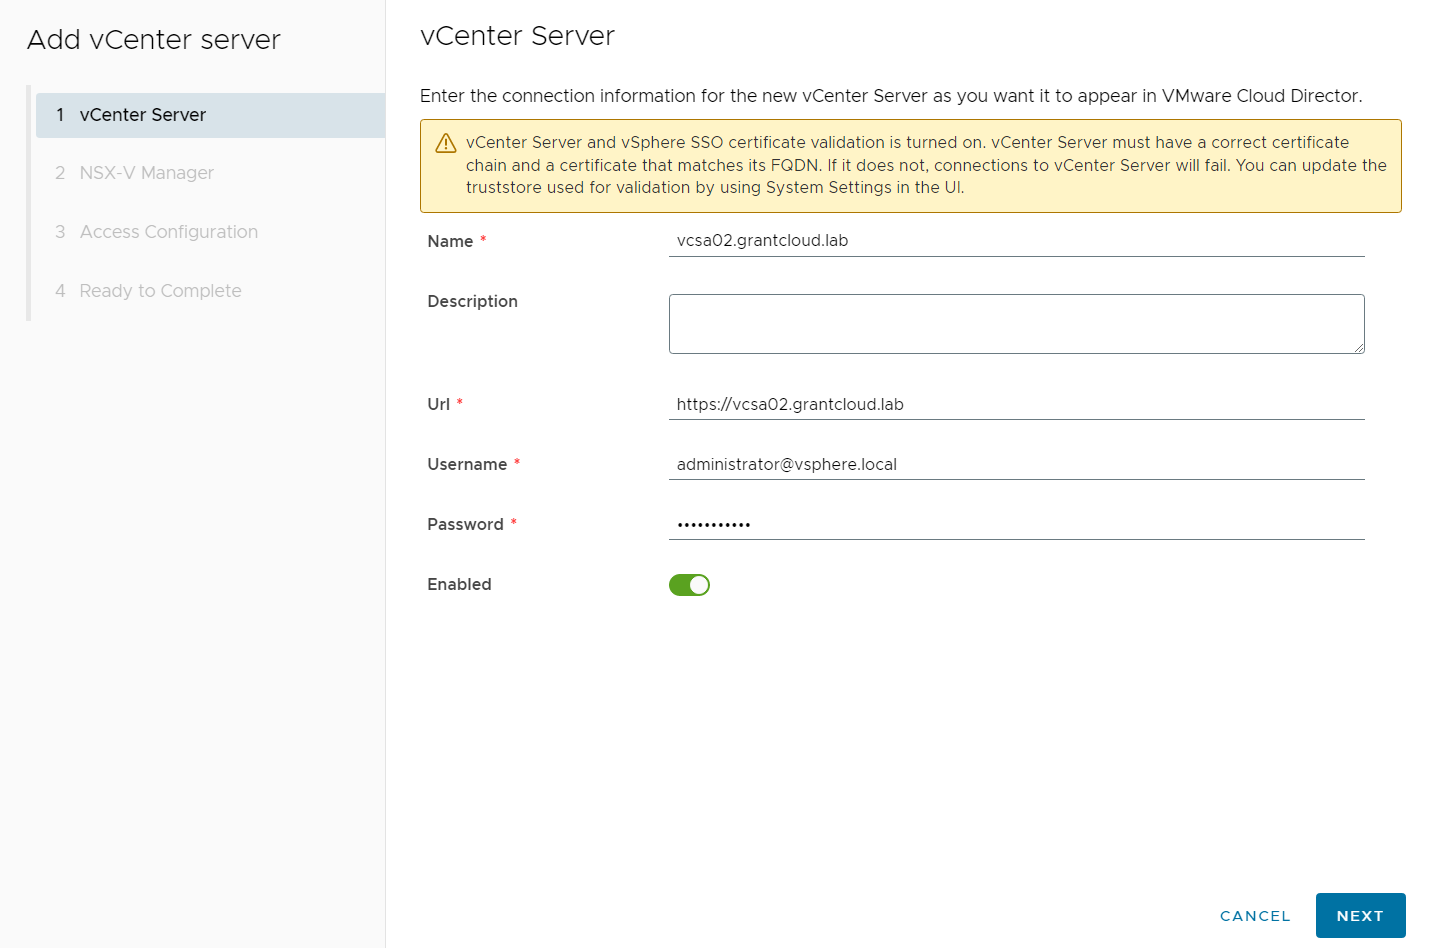 Add vCenter server
1 vCenter Server
2 NSX-V Manager
3 Access Configuration
4 Ready to Complete
vCenter Server
Enter the connection information for the new vCenter Server as you want it to appear in VMware Cloud Director.
vCenter Server and vSphere SSO certificate validation is turned on. vCenter Server must have a correct certificate
chain and a certificate that matches its FQDN. If it does not, connections to vCenter Server will fail. You can update the
truststore used for validation by using System Settings in the UI.
Name * vcsa02.grantcloud.lab
Description
Url * https://vcsa02.grantcloud.lab
Username * administrator@vsphere.local
Password * •••••••••••
Enabled
CANCEL NEXT